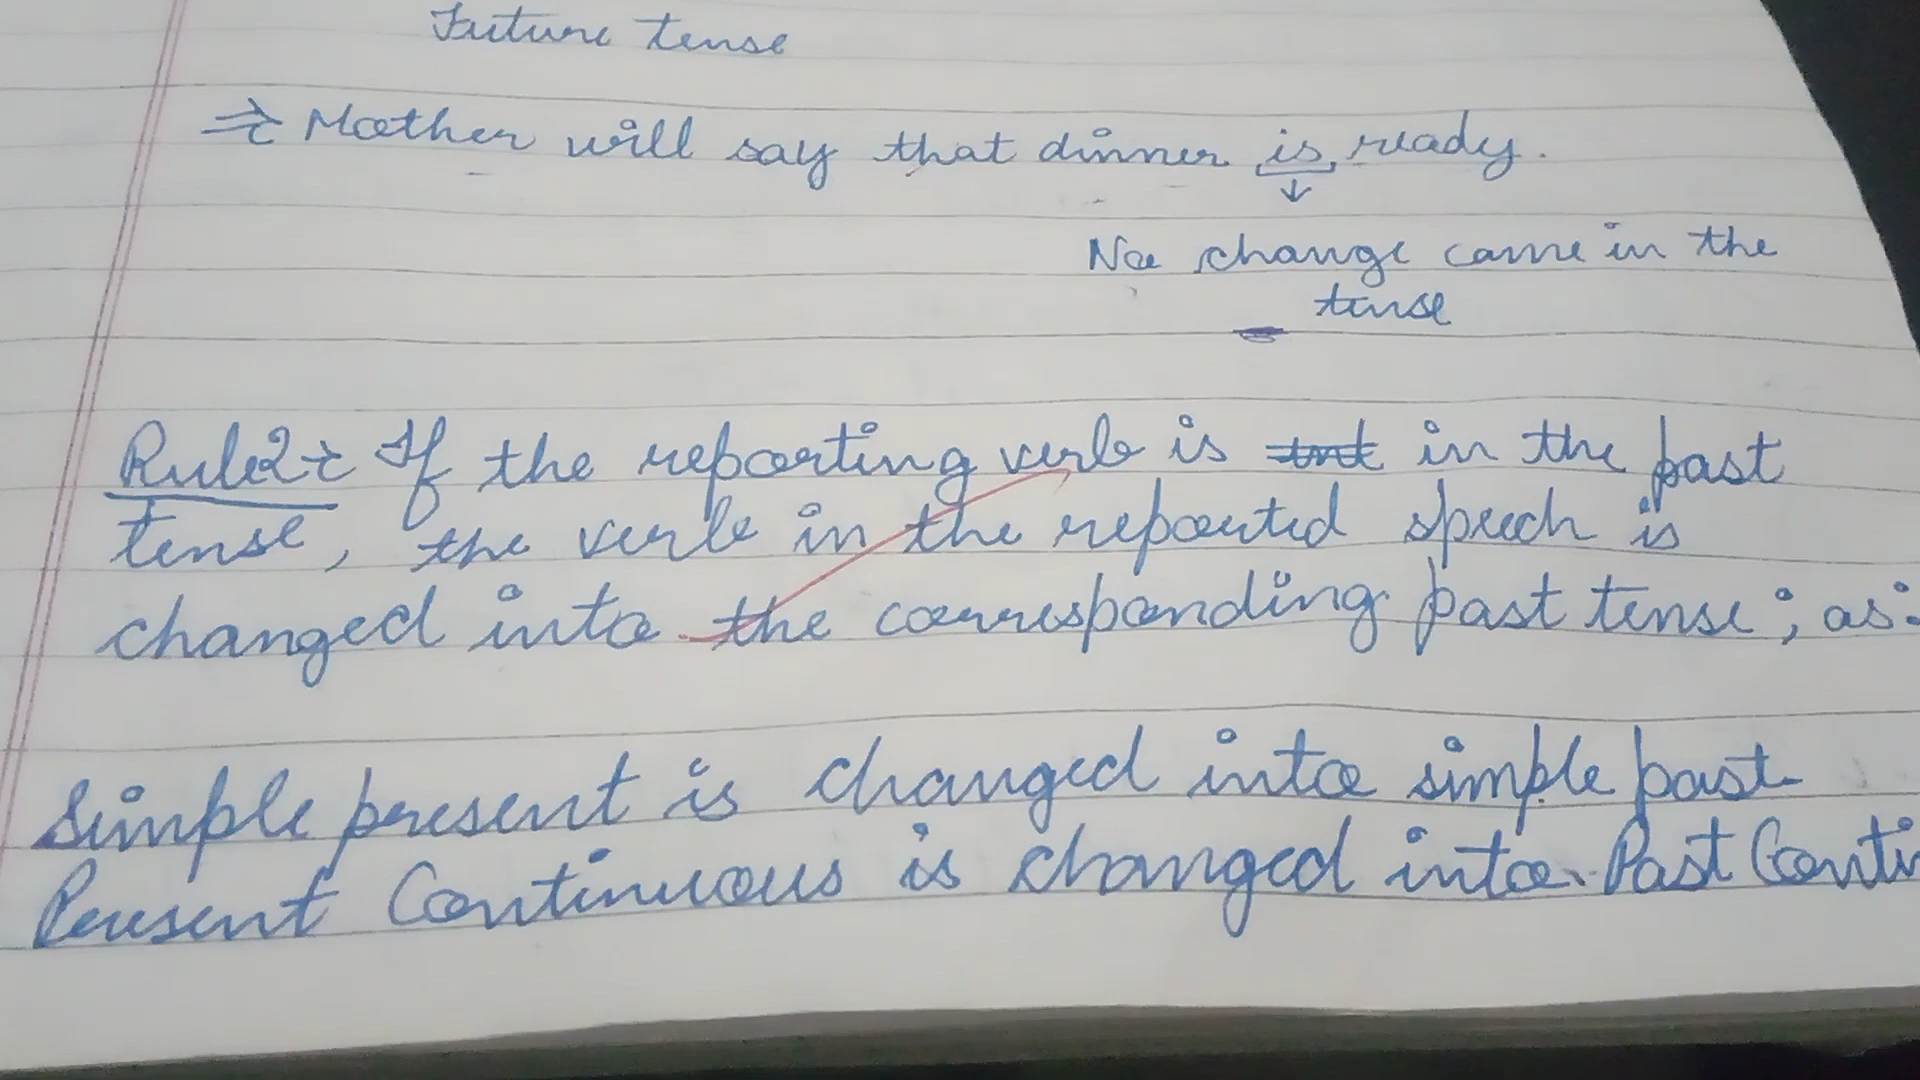 Future tense
⇒ Mother will say that dinner is ready.
↓
No change came in the
tense
Rule2:- If the reporting verb is in the past
tense, the verb in the reported speech is
changed into the corresponding past tense; as:
Simple present is changed into simple past
Present Continuous is changed into Past Conti